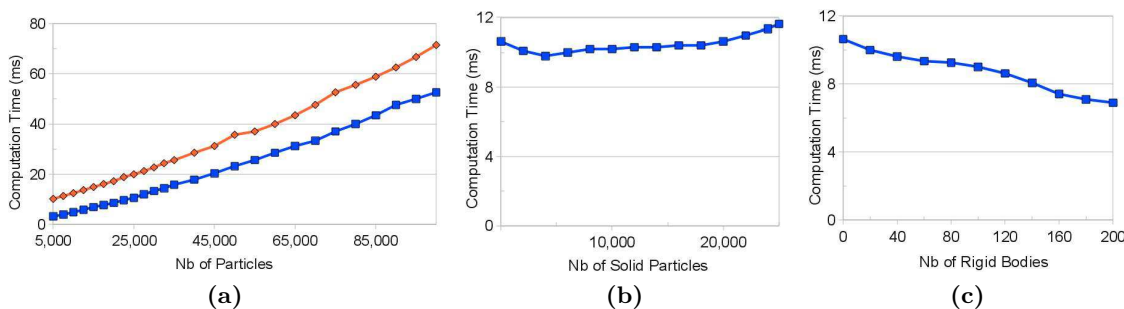 Computation Time (ms)
80
60
40
20
0
5,000 25,000 45,000 65,000 85,000
Nb of Particles
(a)
Computation Time (ms)
12
8
4
0
10,000 20,000
Nb of Solid Particles
(b)
Computation Time (ms)
12
8
4
0
0 40 80 120 160 200
Nb of Rigid Bodies
(c)